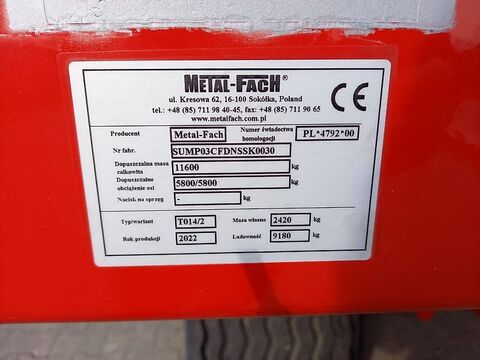 METAL-FACH®
ul. Kresowa 62, 16-100 Sokółka, Poland
tel.: +48 (85) 711 98 40-45, fax: +48 (85) 711 90 65
www.metalfach.com.pl
CE
Producent Metal-Fach Numer świadectwa homologacji PL*4792*00
Nr fabr. SUMP03CFDNSSK0030
Dopuszczalna masa całkowita 11600 kg
Dopuszczalne obciążenie osi 5800/5800 kg
Nacisk na sprzęg - kg
Typ/wariant T014/2 Masa własna 2420 kg
Rok produkcji 2022 Ładowność 9180 kg